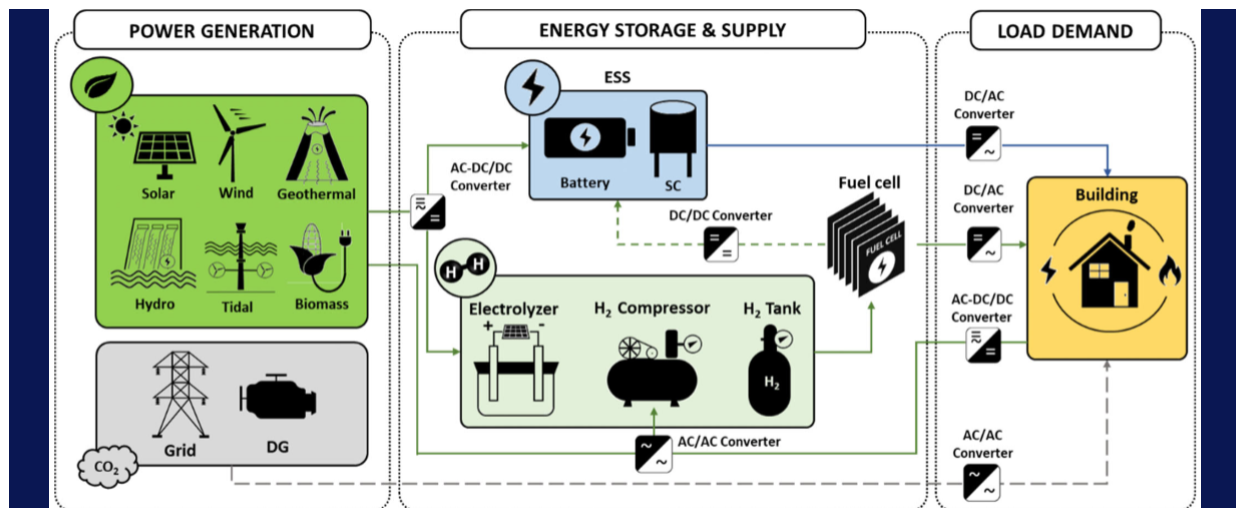 POWER GENERATION
ENERGY STORAGE & SUPPLY
LOAD DEMAND
ESS
Solar
Wind
Geothermal
Hydro
Tidal
Biomass
Grid
DG
CO₂
AC-DC/DC
Converter
Battery
SC
DC/DC Converter
Fuel cell
FUEL CELL
H H
Electrolyzer
+ -
H₂ Compressor
H₂ Tank
H₂
AC/AC Converter
DC/AC
Converter
DC/AC
Converter
AC-DC/DC
Converter
AC/AC
Converter
Building